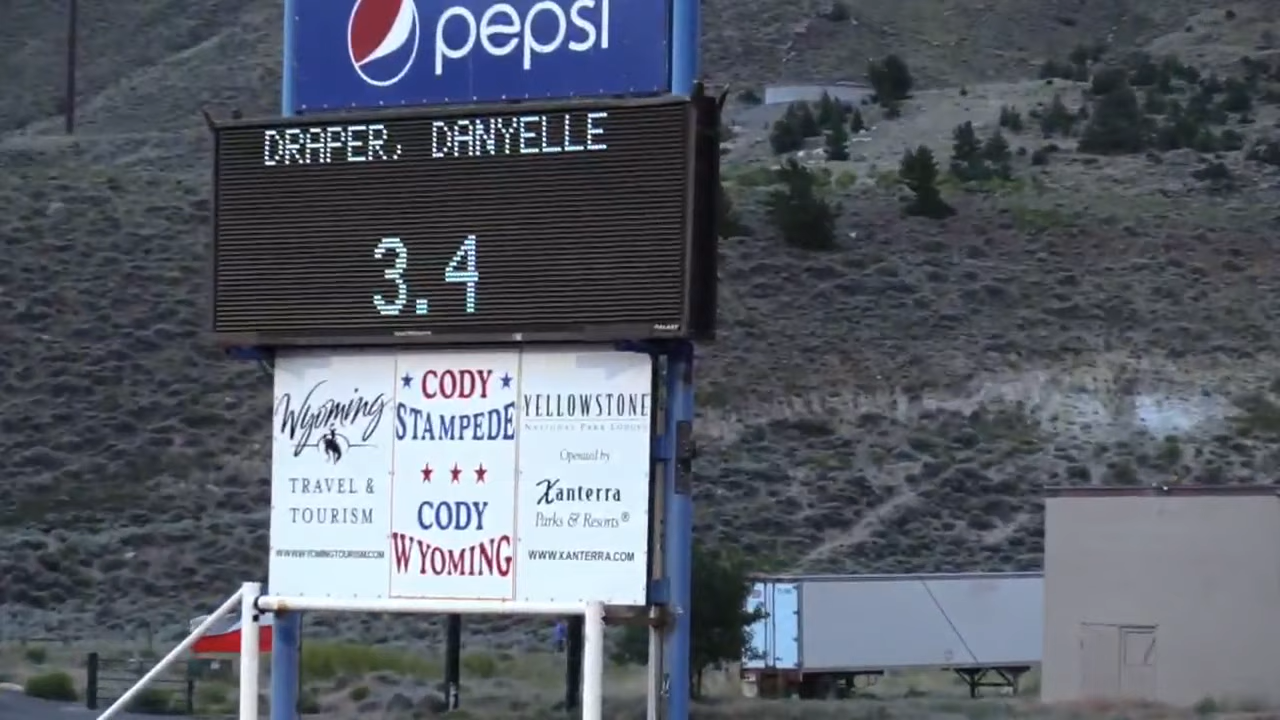 pepsi
DRAPER, DANYELLE
3.4
Wyoming
TRAVEL &
TOURISM
WWW.WYOMINGTOURISM.COM
CODY
STAMPEDE
CODY
WYOMING
YELLOWSTONE
NATIONAL PARK LODGES
Operated by
Xanterra
Parks & Resorts®
WWW.XANTERRA.COM